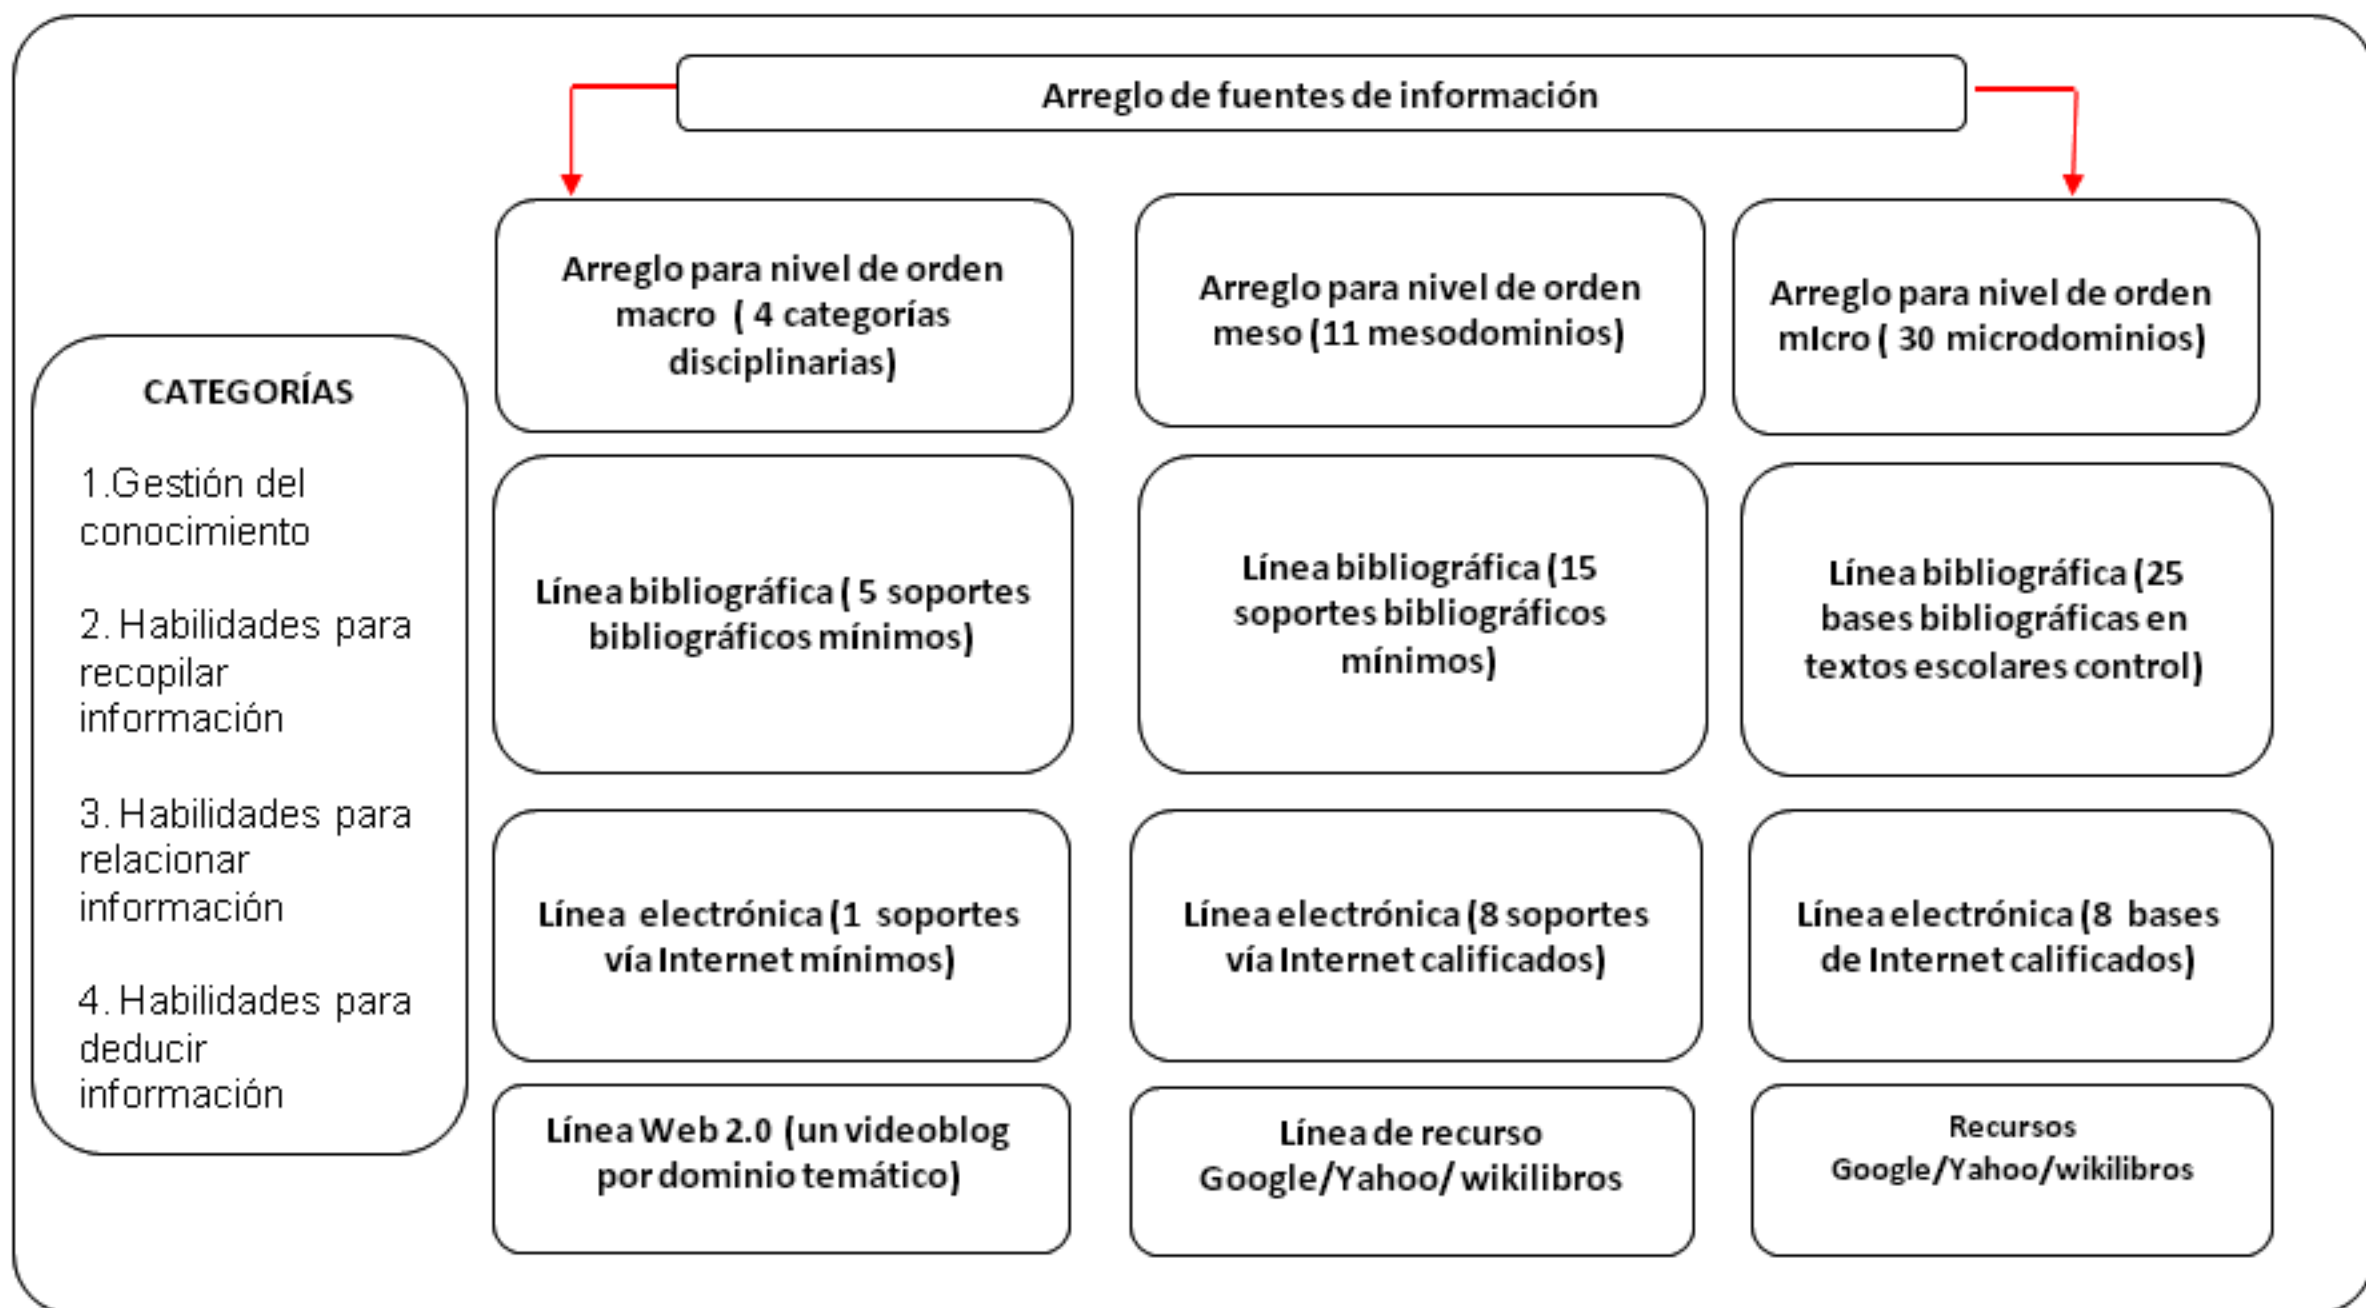 Arreglo de fuentes de información
Arreglo para nivel de orden
macro ( 4 categorías
disciplinarias)
Arreglo para nivel de orden
meso (11 mesodominios)
Arreglo para nivel de orden
mIcro ( 30 microdominios)
CATEGORÍAS
1.Gestión del
conocimiento
2. Habilidades para
recopilar
información
3. Habilidades para
relacionar
información
4. Habilidades para
deducir
información
Línea bibliográfica ( 5 soportes
bibliográficos mínimos)
Línea bibliográfica (15
soportes bibliográficos
mínimos)
Línea bibliográfica (25
bases bibliográficas en
textos escolares control)
Línea electrónica (1 soportes
vía Internet mínimos)
Línea electrónica (8 soportes
vía Internet calificados)
Línea electrónica (8 bases
de Internet calificados)
Línea Web 2.0 (un videoblog
por dominio temático)
Línea de recurso
Google/Yahoo/ wikilibros
Recursos
Google/Yahoo/wikilibros